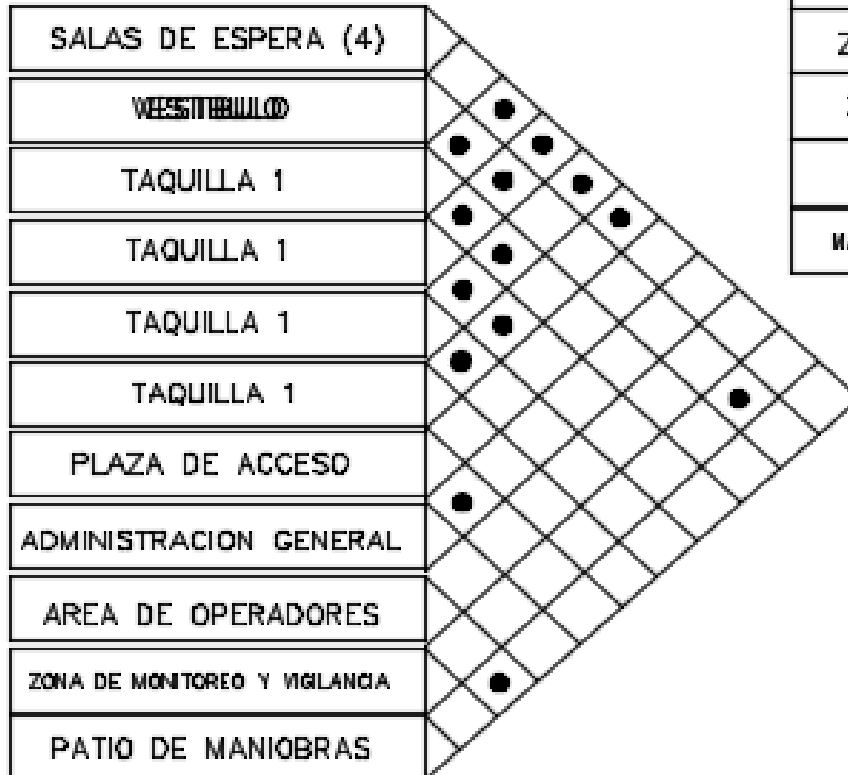 SALAS DE ESPERA (4)
VESTIBULO
TAQUILLA 1
TAQUILLA 1
TAQUILLA 1
TAQUILLA 1
PLAZA DE ACCESO
ADMINISTRACION GENERAL
AREA DE OPERADORES
ZONA DE MONITOREO Y VIGILANCIA
PATIO DE MANIOBRAS